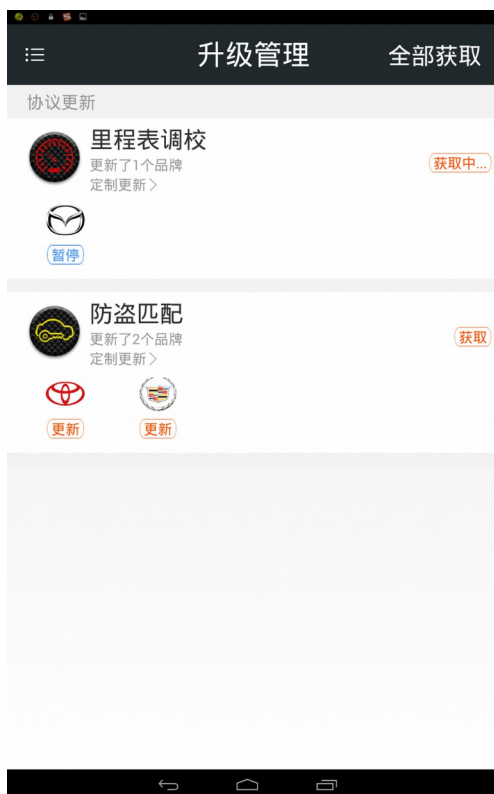 升级管理
全部获取
协议更新
里程表调校
更新了1个品牌
获取中...
定制更新>
暂停
防盗匹配
更新了2个品牌
获取
定制更新>
更新
更新